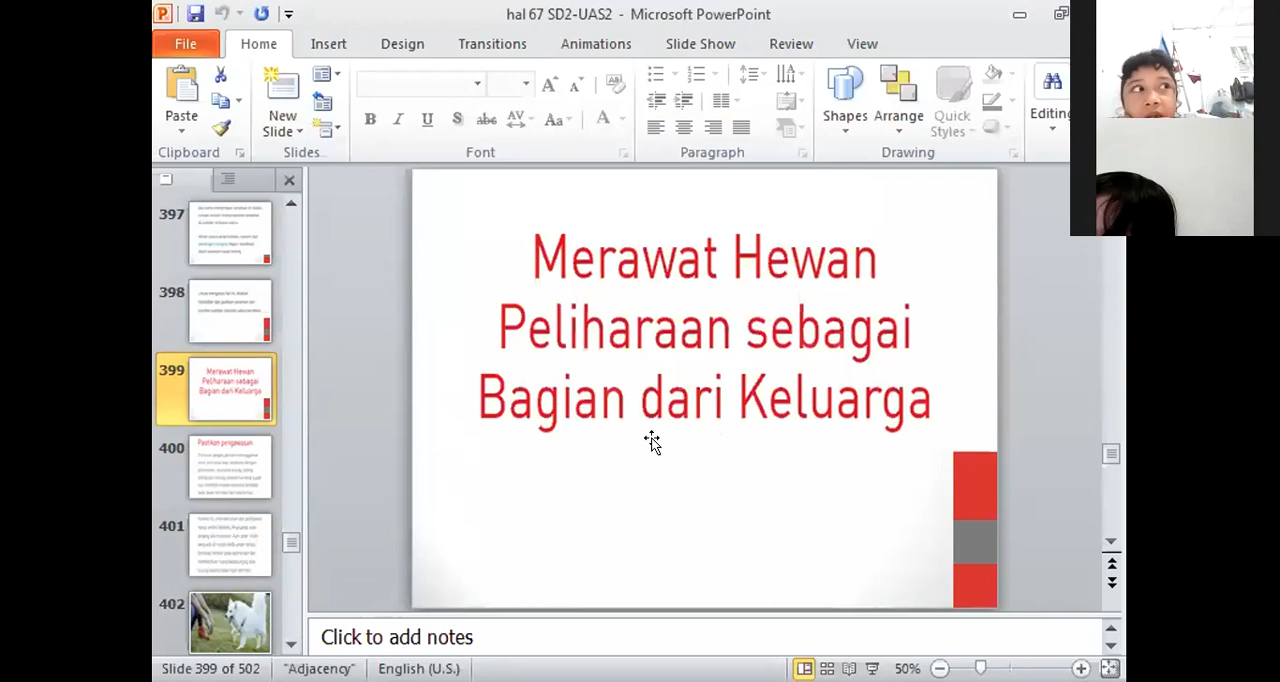 hal 67 SD2-UAS2 - Microsoft PowerPoint
File Home Insert Design Transitions Animations Slide Show Review View
Paste
New
Slide
Shapes Arrange Quick
Styles
Editing
Clipboard Slides Font Paragraph Drawing
397
398
399
Merawat Hewan
Peliharaan sebagai
Bagian dari Keluarga
400
Pastikan pengawasan
401
402
Merawat Hewan
Peliharaan sebagai
Bagian dari Keluarga
Click to add notes
Slide 399 of 502 "Adjacency" English (U.S.) 50%